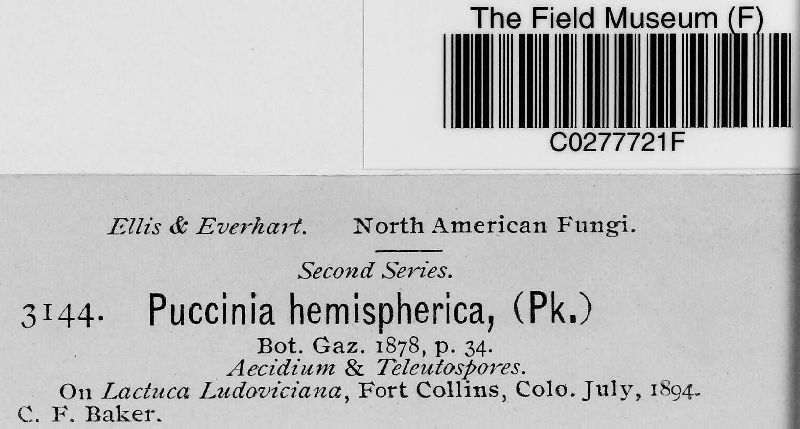 The Field Museum (F)
C0277721F
Ellis & Everhart. North American Fungi.
Second Series.
3144. Puccinia hemispherica, (Pk.)
Bot. Gaz. 1878, p. 34.
Aecidium & Teleutospores.
On Lactuca Ludoviciana, Fort Collins, Colo. July, 1894.
C. F. Baker.